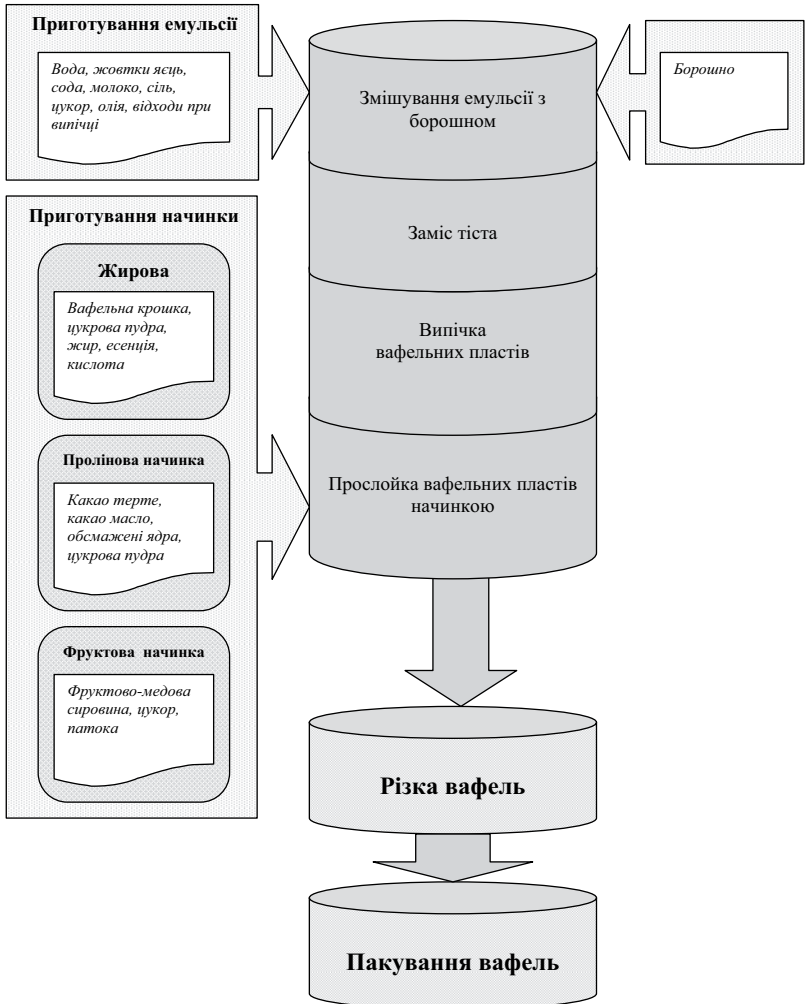 Приготування емульсії
Вода, жовтки яєць,
сода, молоко, сіль,
цукор, олія, відходи при
випічці
Змішування емульсії з
борошном
Борошно
Заміс тіста
Випічка
вафельних пластів
Прослойка вафельних пластів
начинкою
Приготування начинки
Жирова
Вафельна крошка,
цукрова пудра,
жир, есенція,
кислота
Пролінова начинка
Какао терте,
какао масло,
обсмажені ядра,
цукрова пудра
Фруктова начинка
Фруктово-медова
сировина, цукор,
патока
Різка вафель
Пакування вафель